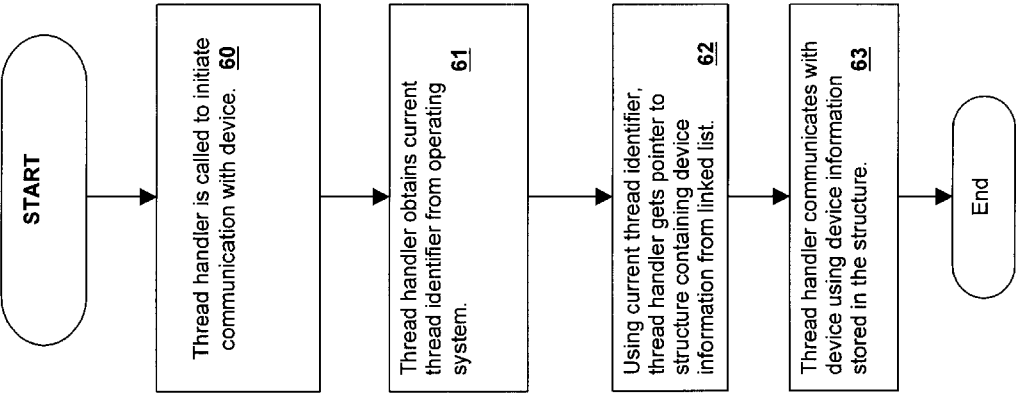 START
Thread handler is called to initiate
communication with device. 60
Thread handler obtains current
thread identifier from operating
system. 61
Using current thread identifier,
thread handler gets pointer to
structure containing device
information from linked list. 62
Thread handler communicates with
device using device information
stored in the structure. 63
End